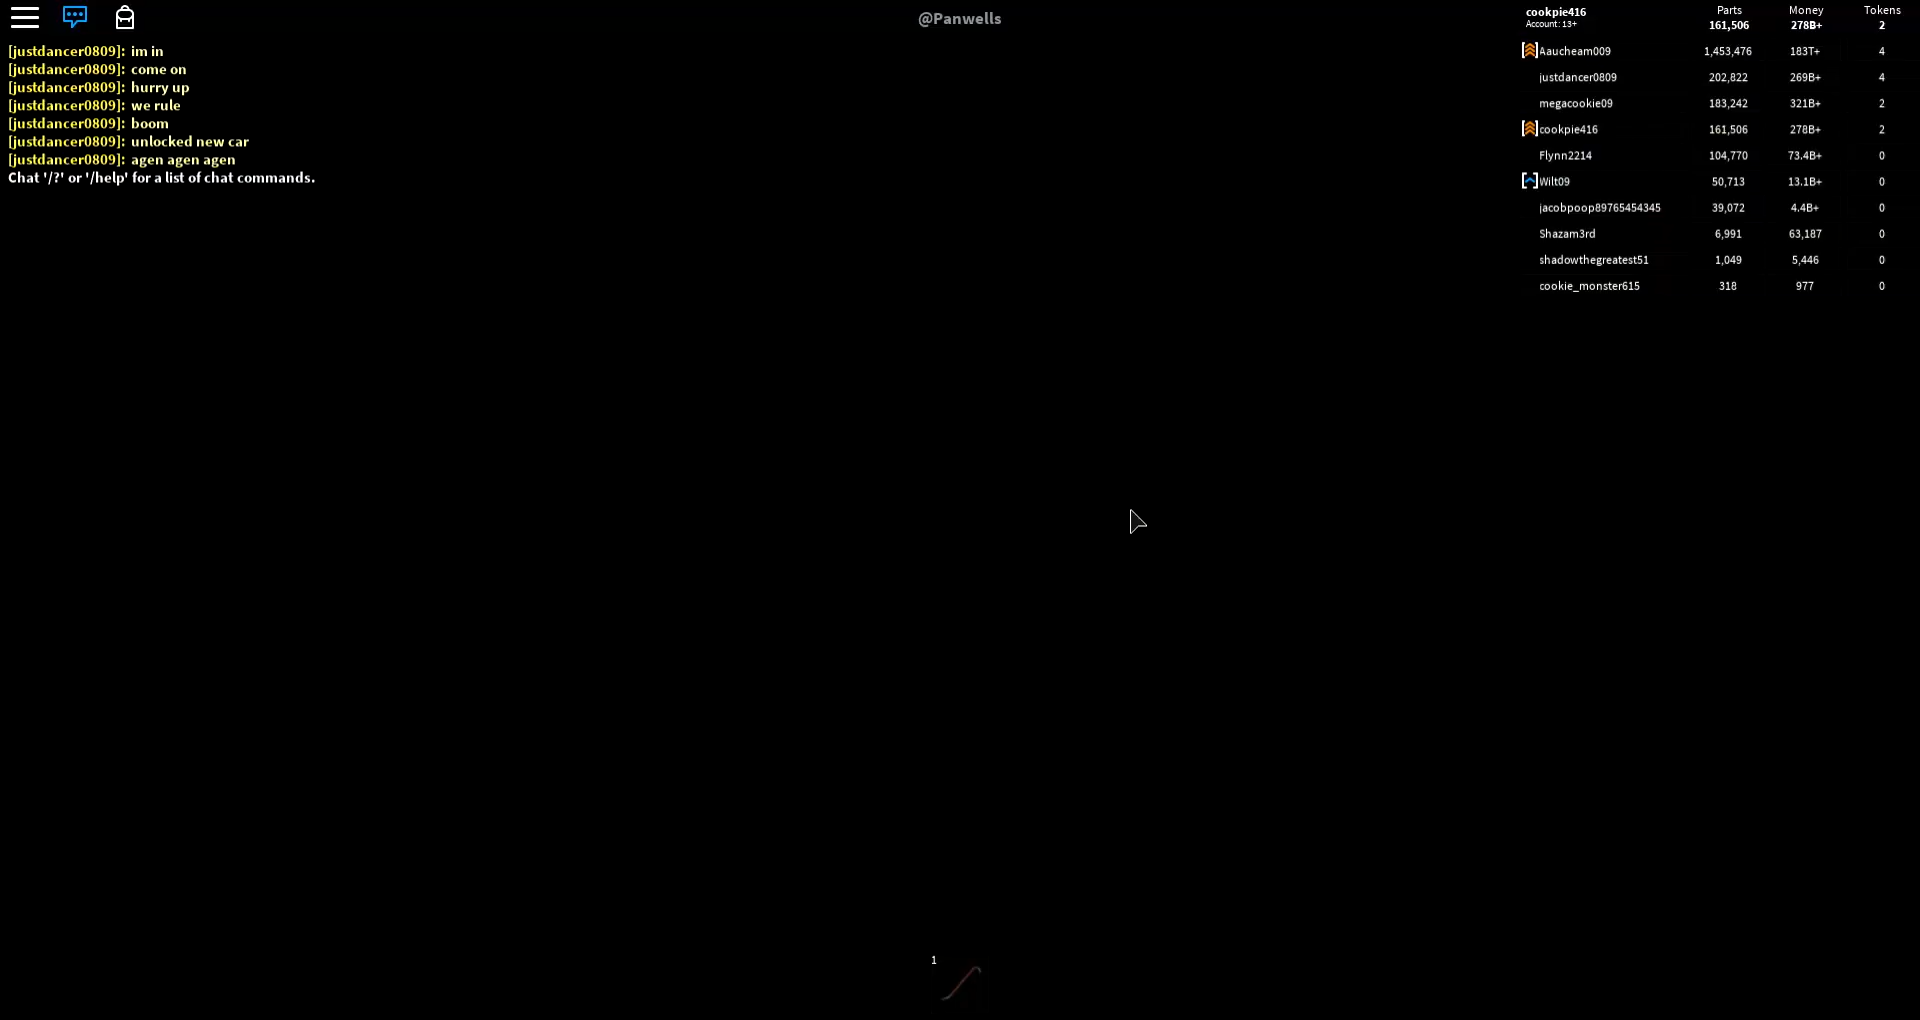 @Panwells
[justdancer0809]: im in
[justdancer0809]: come on
[justdancer0809]: hurry up
[justdancer0809]: we rule
[justdancer0809]: boom
[justdancer0809]: unlocked new car
[justdancer0809]: agen agen agen
Chat '/?' or '/help' for a list of chat commands.
cookpie416 Parts Money Tokens
Account: 13+ 161,506 278B+ 2
Aaucheam009 1,453,476 183T+ 4
justdancer0809 202,822 269B+ 4
megacookie09 183,242 321B+ 2
cookpie416 161,506 278B+ 2
Flynn2214 104,770 73.4B+ 0
Wilt09 50,713 13.1B+ 0
jacobpoop89765454345 39,072 4.4B+ 0
Shazam3rd 6,991 63,187 0
shadowthegreatest51 1,049 5,446 0
cookie_monster615 318 977 0
1